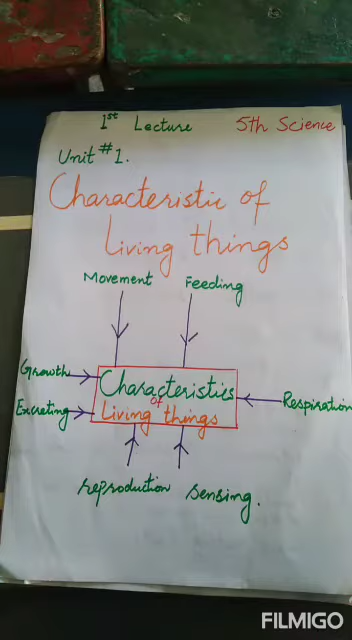 1st Lecture 5th Science
Unit #1.
Characteristic of
Living things
Movement Feeding
Growth
Characteristics
of
Excreting
Living things
Respiration
reproduction sensing.
FILMIGO